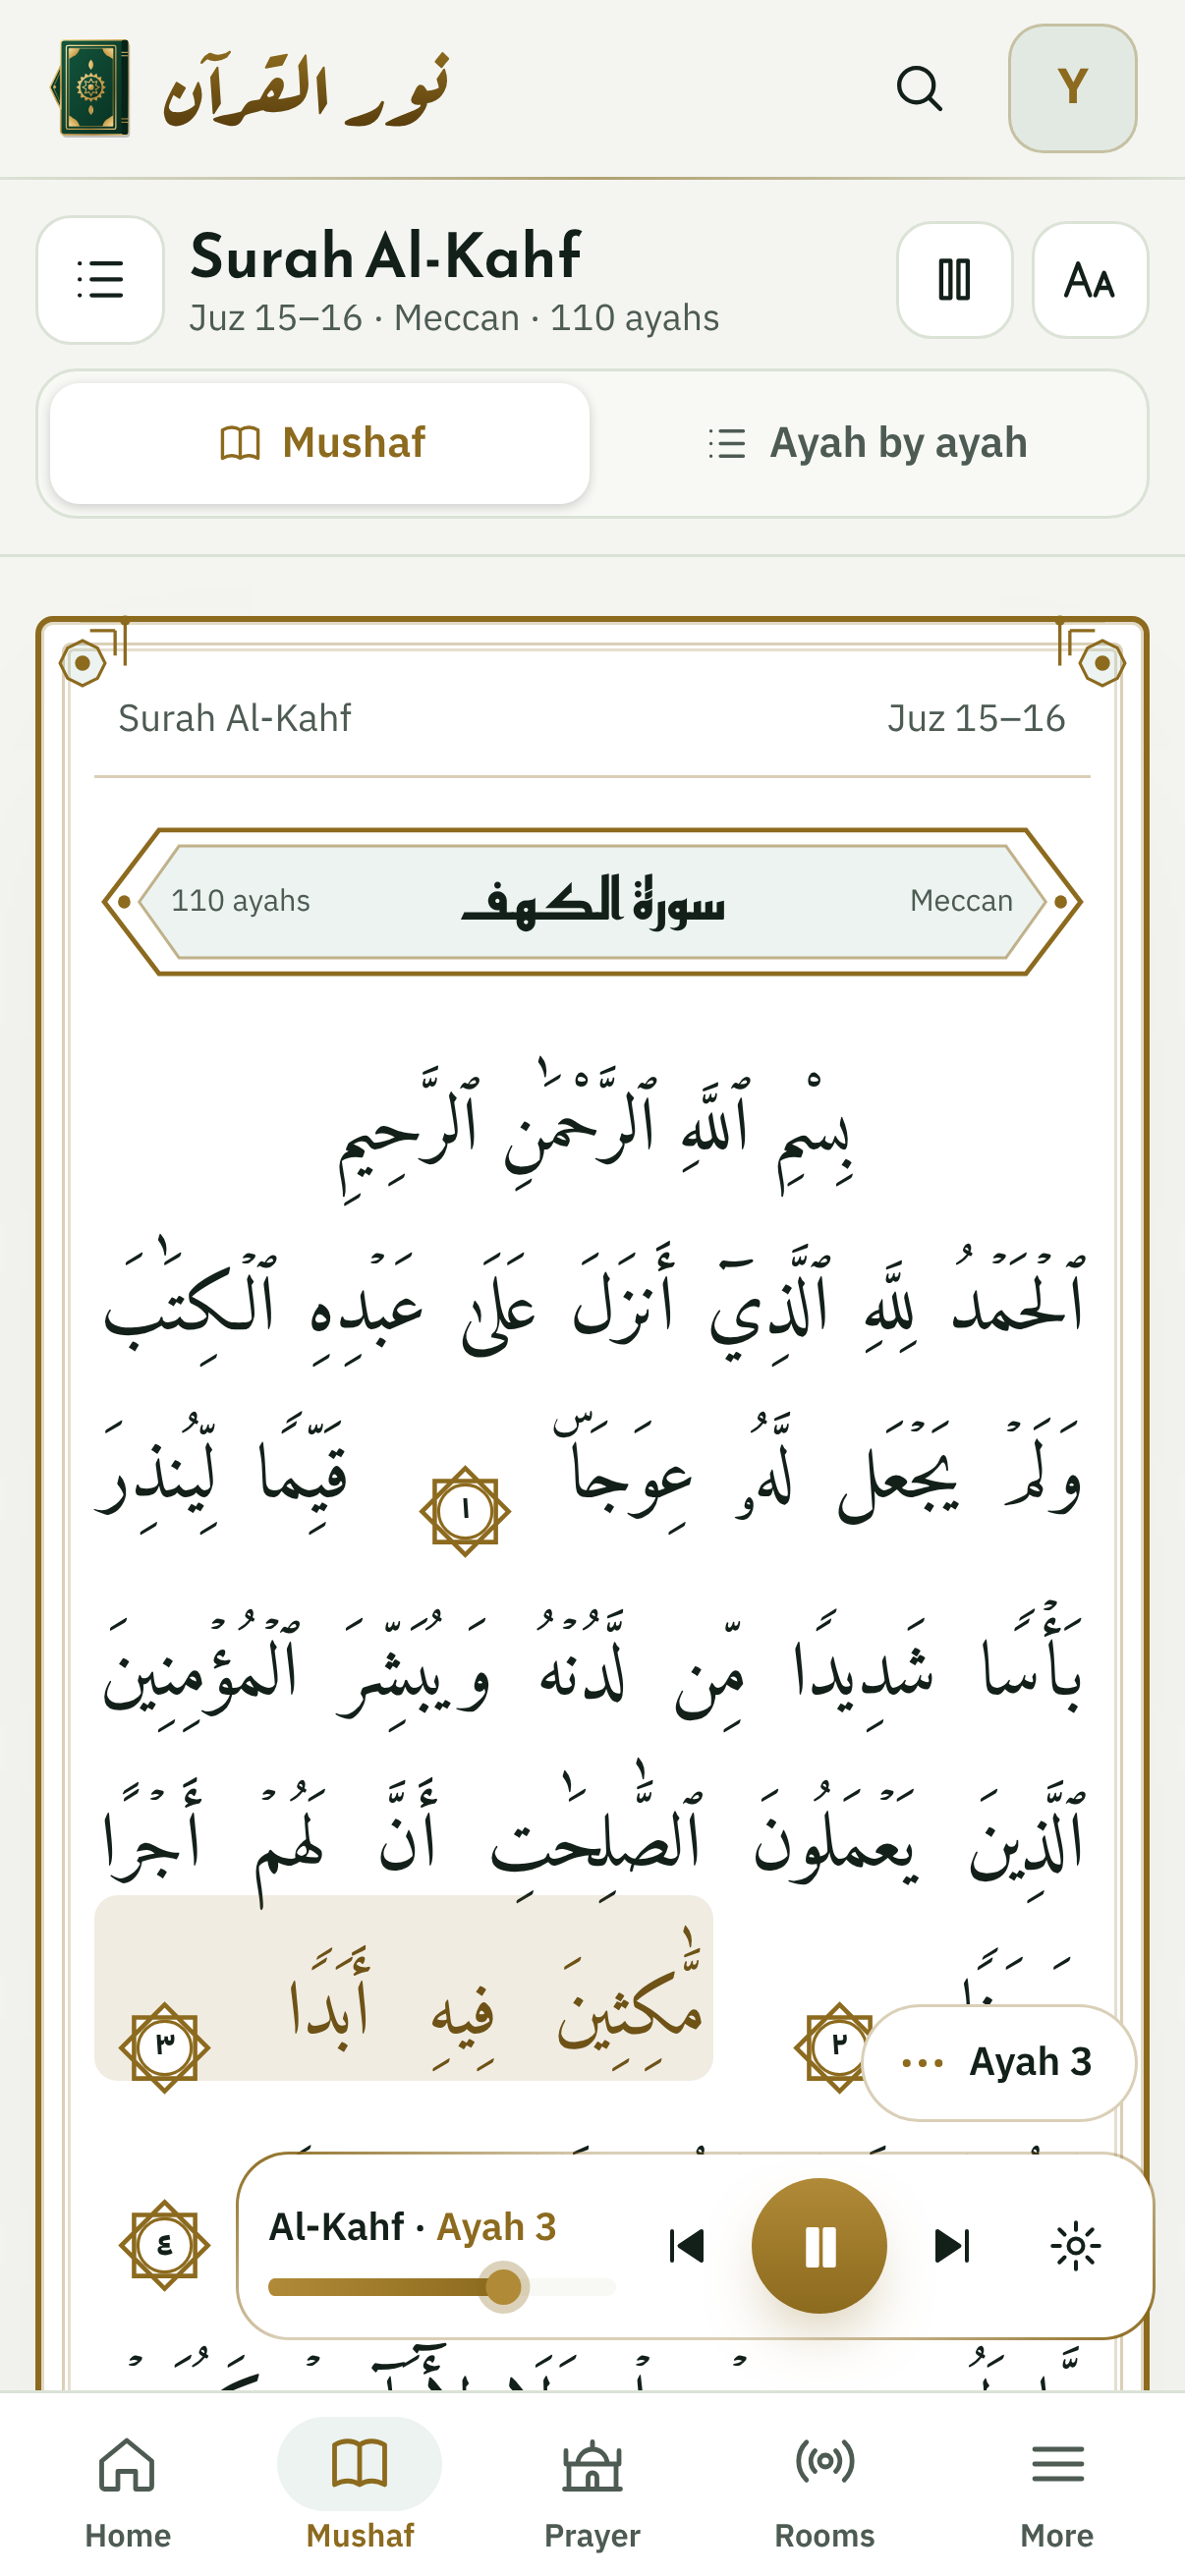 نور القرآن
Y
Surah Al-Kahf
Juz 15–16 · Meccan · 110 ayahs
AA
Mushaf
Ayah by ayah
Surah Al-Kahf
Juz 15–16
110 ayahs
سورة الكهف
Meccan
بِسْمِ ٱللَّهِ ٱلرَّحْمَٰنِ ٱلرَّحِيمِ
ٱلْحَمْدُ لِلَّهِ ٱلَّذِيٓ أَنزَلَ عَلَىٰ عَبْدِهِ ٱلْكِتَٰبَ
وَلَمْ يَجْعَل لَّهُۥ عِوَجَاۜ ١ قَيِّمًا لِّيُنذِرَ
بَأْسًا شَدِيدًا مِّن لَّدُنْهُ وَيُبَشِّرَ ٱلْمُؤْمِنِينَ
ٱلَّذِينَ يَعْمَلُونَ ٱلصَّٰلِحَٰتِ أَنَّ لَهُمْ أَجْرًا
٢ مَّٰكِثِينَ فِيهِ أَبَدًا ٣
Ayah 3
٤
Al-Kahf · Ayah 3
Home
Mushaf
Prayer
Rooms
More